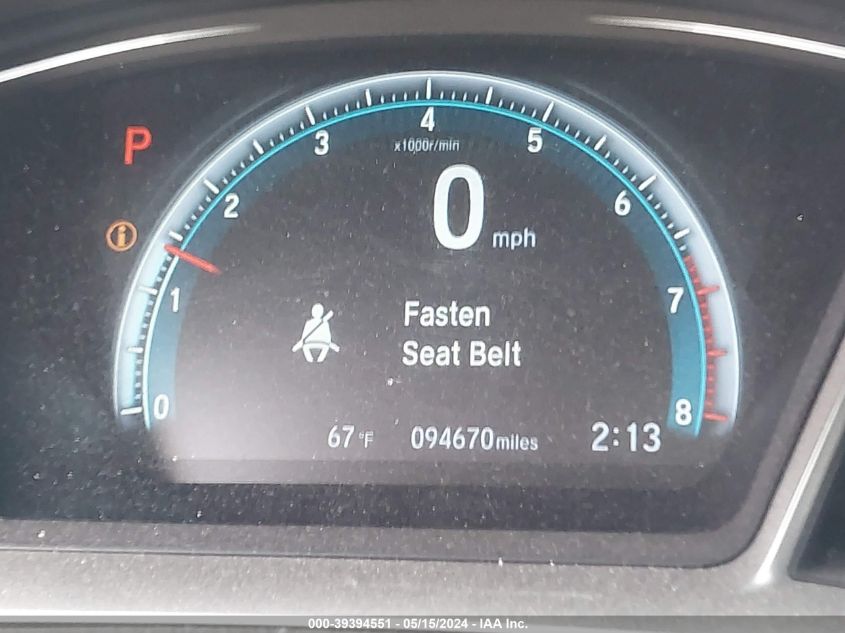 P
4
3
5
x1000r/min
2
6
0 mph
1
7
Fasten
Seat Belt
0
8
67°F 094670miles 2:13
000-39394551 - 05/15/2024 - IAA Inc.